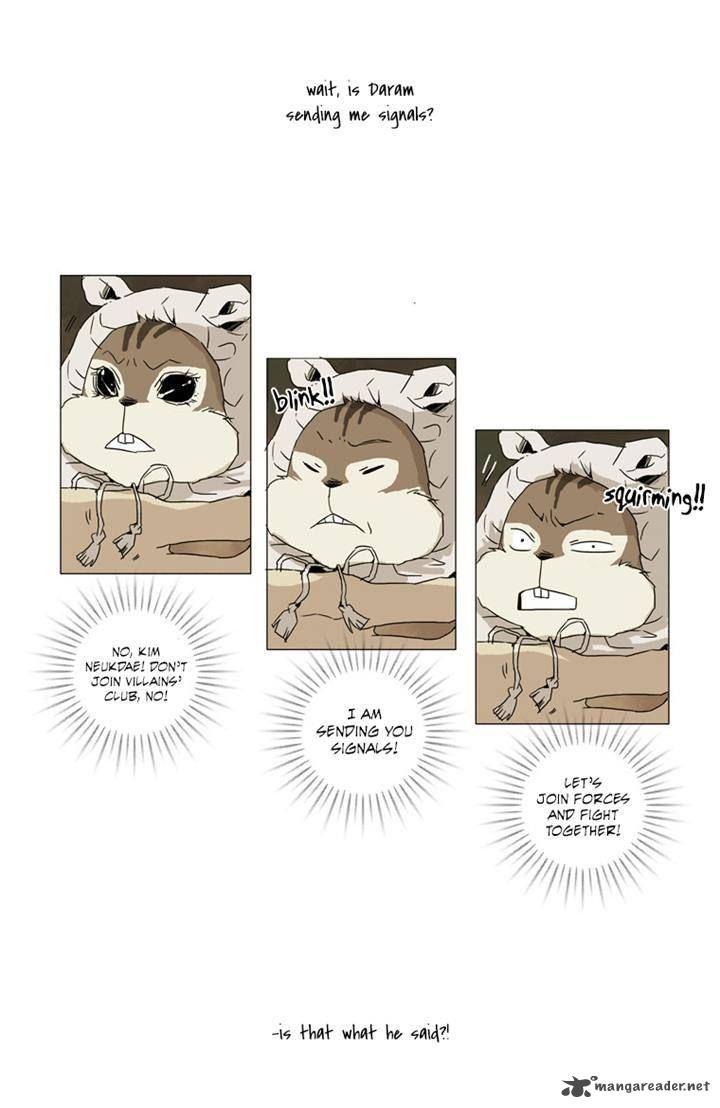 wait, is Daram
sending me signals?
blink!!
squirming!!
NO, KIM
NEUKDAE! DON'T
JOIN VILLAINS'
CLUB, NO!
I AM
SENDING YOU
SIGNALS!
LET'S
JOIN FORCES
AND FIGHT
TOGETHER!
-is that what he said?!
mangareader.net